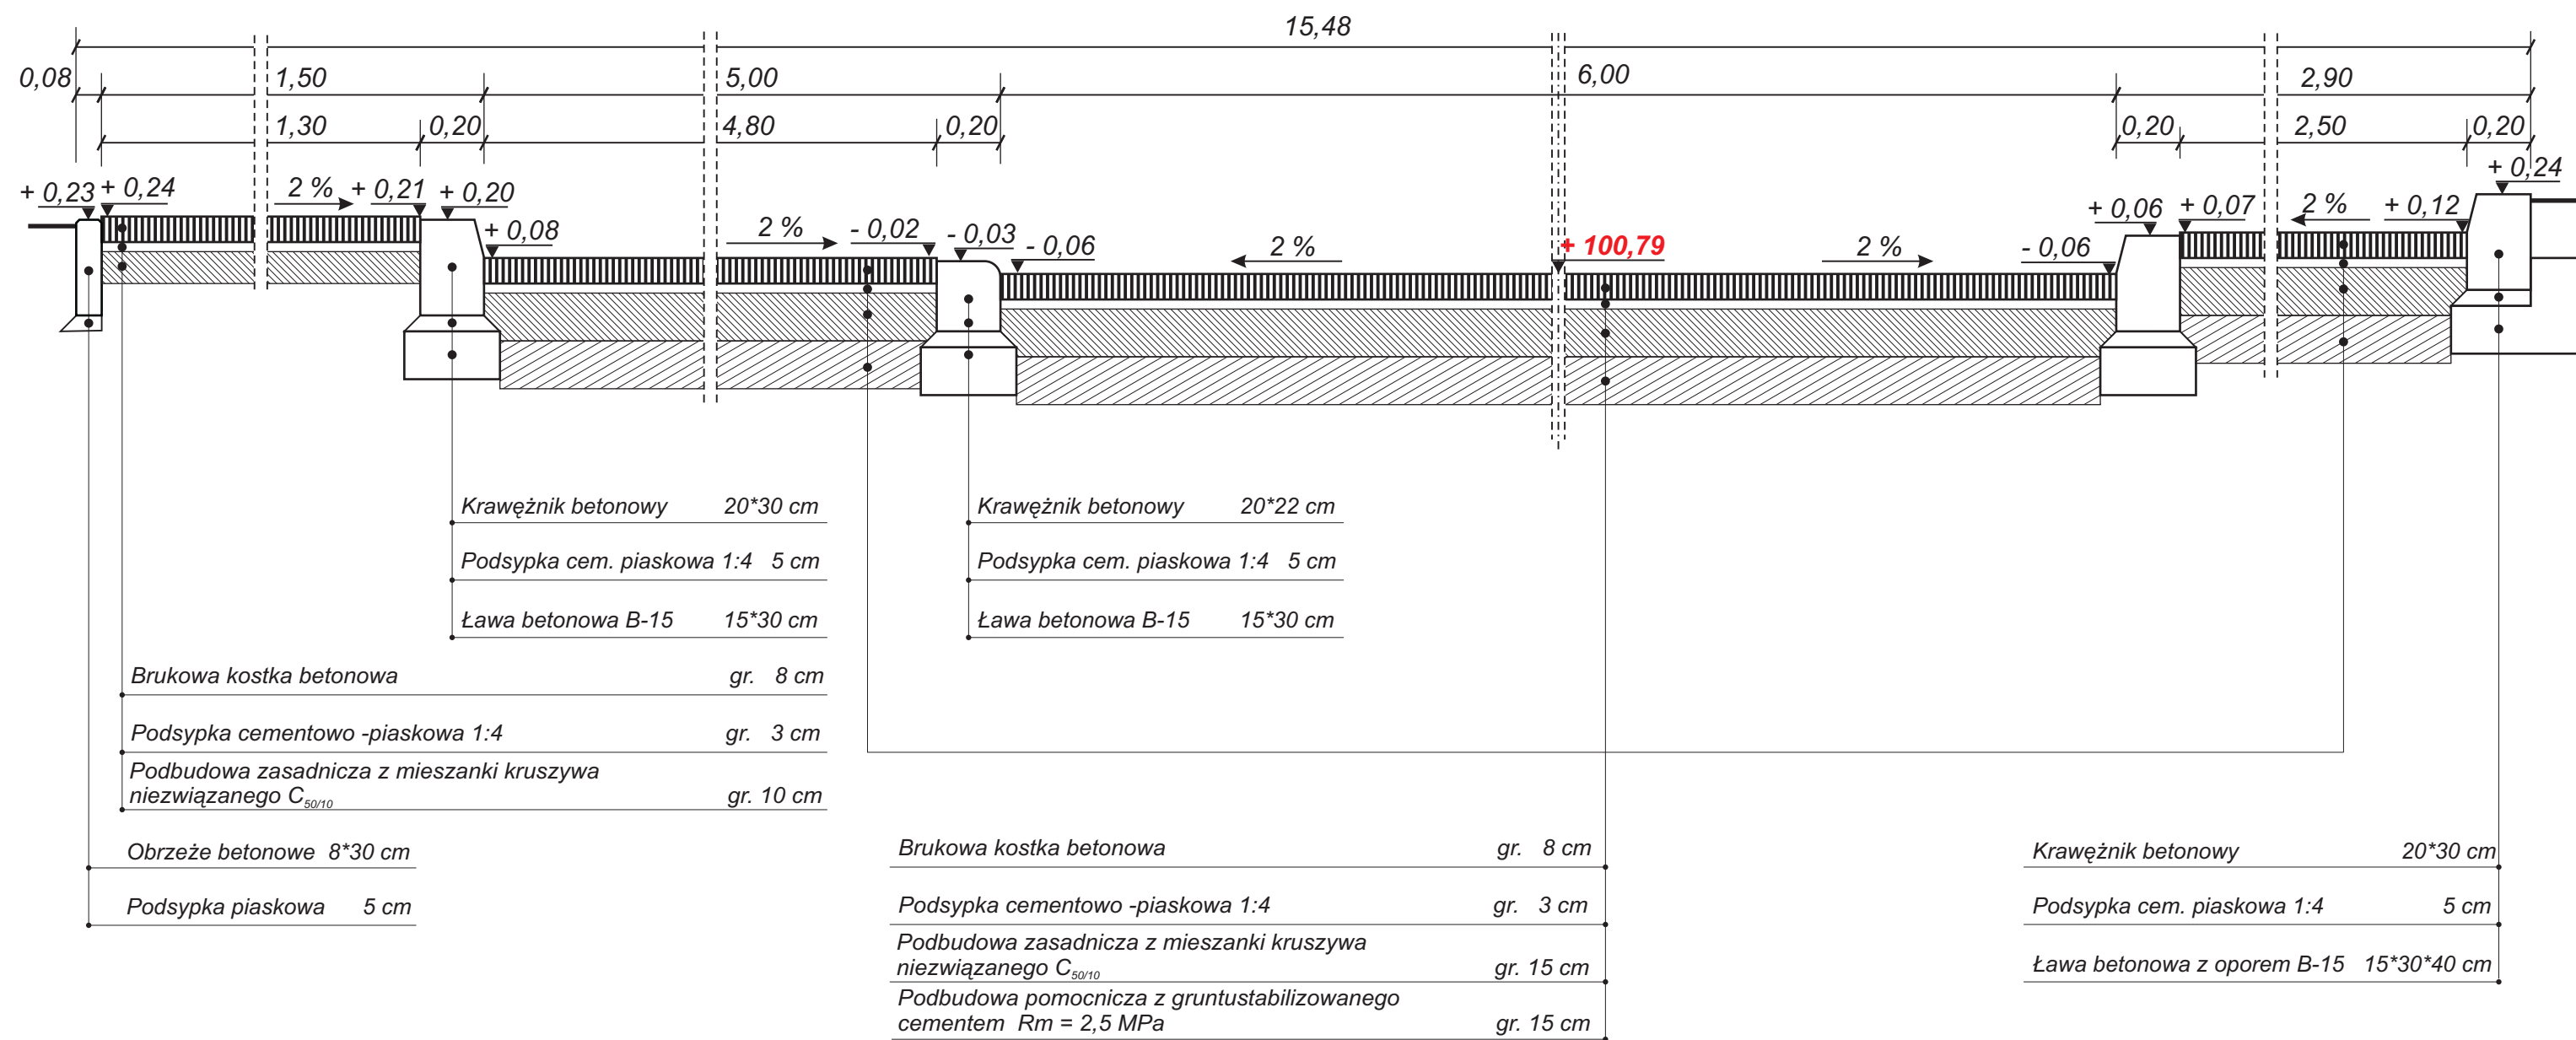 15,48
0,08 1,50 5,00 6,00 2,90
1,30 0,20 4,80 0,20 0,20 2,50 0,20
+ 0,23 + 0,24 2 % + 0,21 + 0,20 + 0,08 2 % - 0,02 - 0,03 - 0,06 2 % + 100,79 2 % - 0,06 + 0,06 + 0,07 2 % + 0,12 + 0,24
Krawężnik betonowy 20*30 cm
Podsypka cem. piaskowa 1:4 5 cm
Ława betonowa B-15 15*30 cm
Krawężnik betonowy 20*22 cm
Podsypka cem. piaskowa 1:4 5 cm
Ława betonowa B-15 15*30 cm
Brukowa kostka betonowa gr. 8 cm
Podsypka cementowo -piaskowa 1:4 gr. 3 cm
Podbudowa zasadnicza z mieszanki kruszywa
niezwiązanego C50/10 gr. 10 cm
Obrzeże betonowe 8*30 cm
Podsypka piaskowa 5 cm
Brukowa kostka betonowa gr. 8 cm
Podsypka cementowo -piaskowa 1:4 gr. 3 cm
Podbudowa zasadnicza z mieszanki kruszywa
niezwiązanego C50/10 gr. 15 cm
Podbudowa pomocnicza z gruntustabilizowanego
cementem Rm = 2,5 MPa gr. 15 cm
Krawężnik betonowy 20*30 cm
Podsypka cem. piaskowa 1:4 5 cm
Ława betonowa z oporem B-15 15*30*40 cm